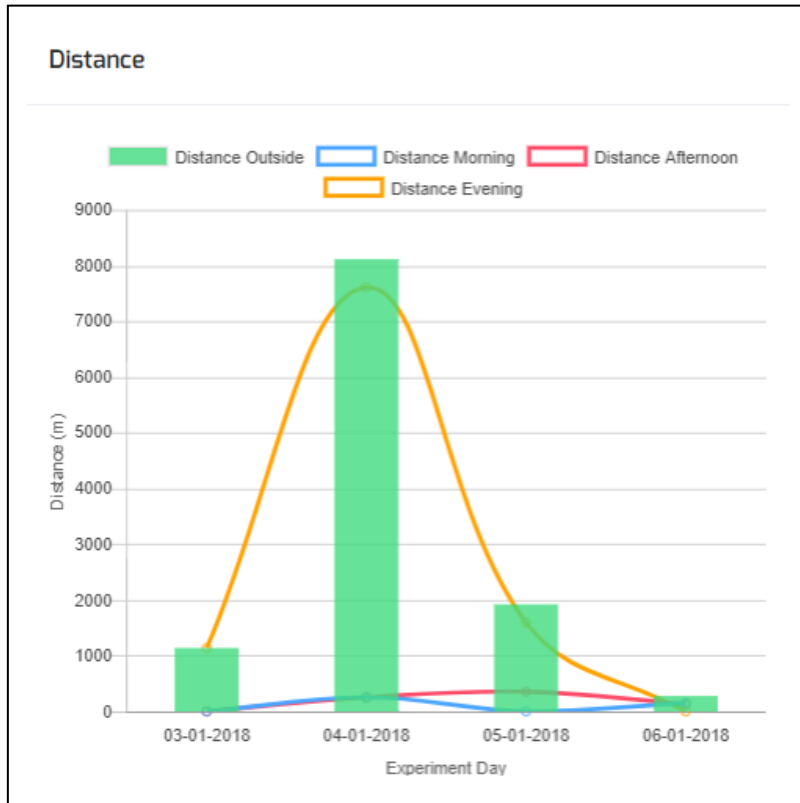 Distance
Distance Outside Distance Morning Distance Afternoon
Distance Evening
9000
8000
7000
6000
5000
4000
3000
2000
1000
0
Distance (m)
03-01-2018 04-01-2018 05-01-2018 06-01-2018
Experiment Day